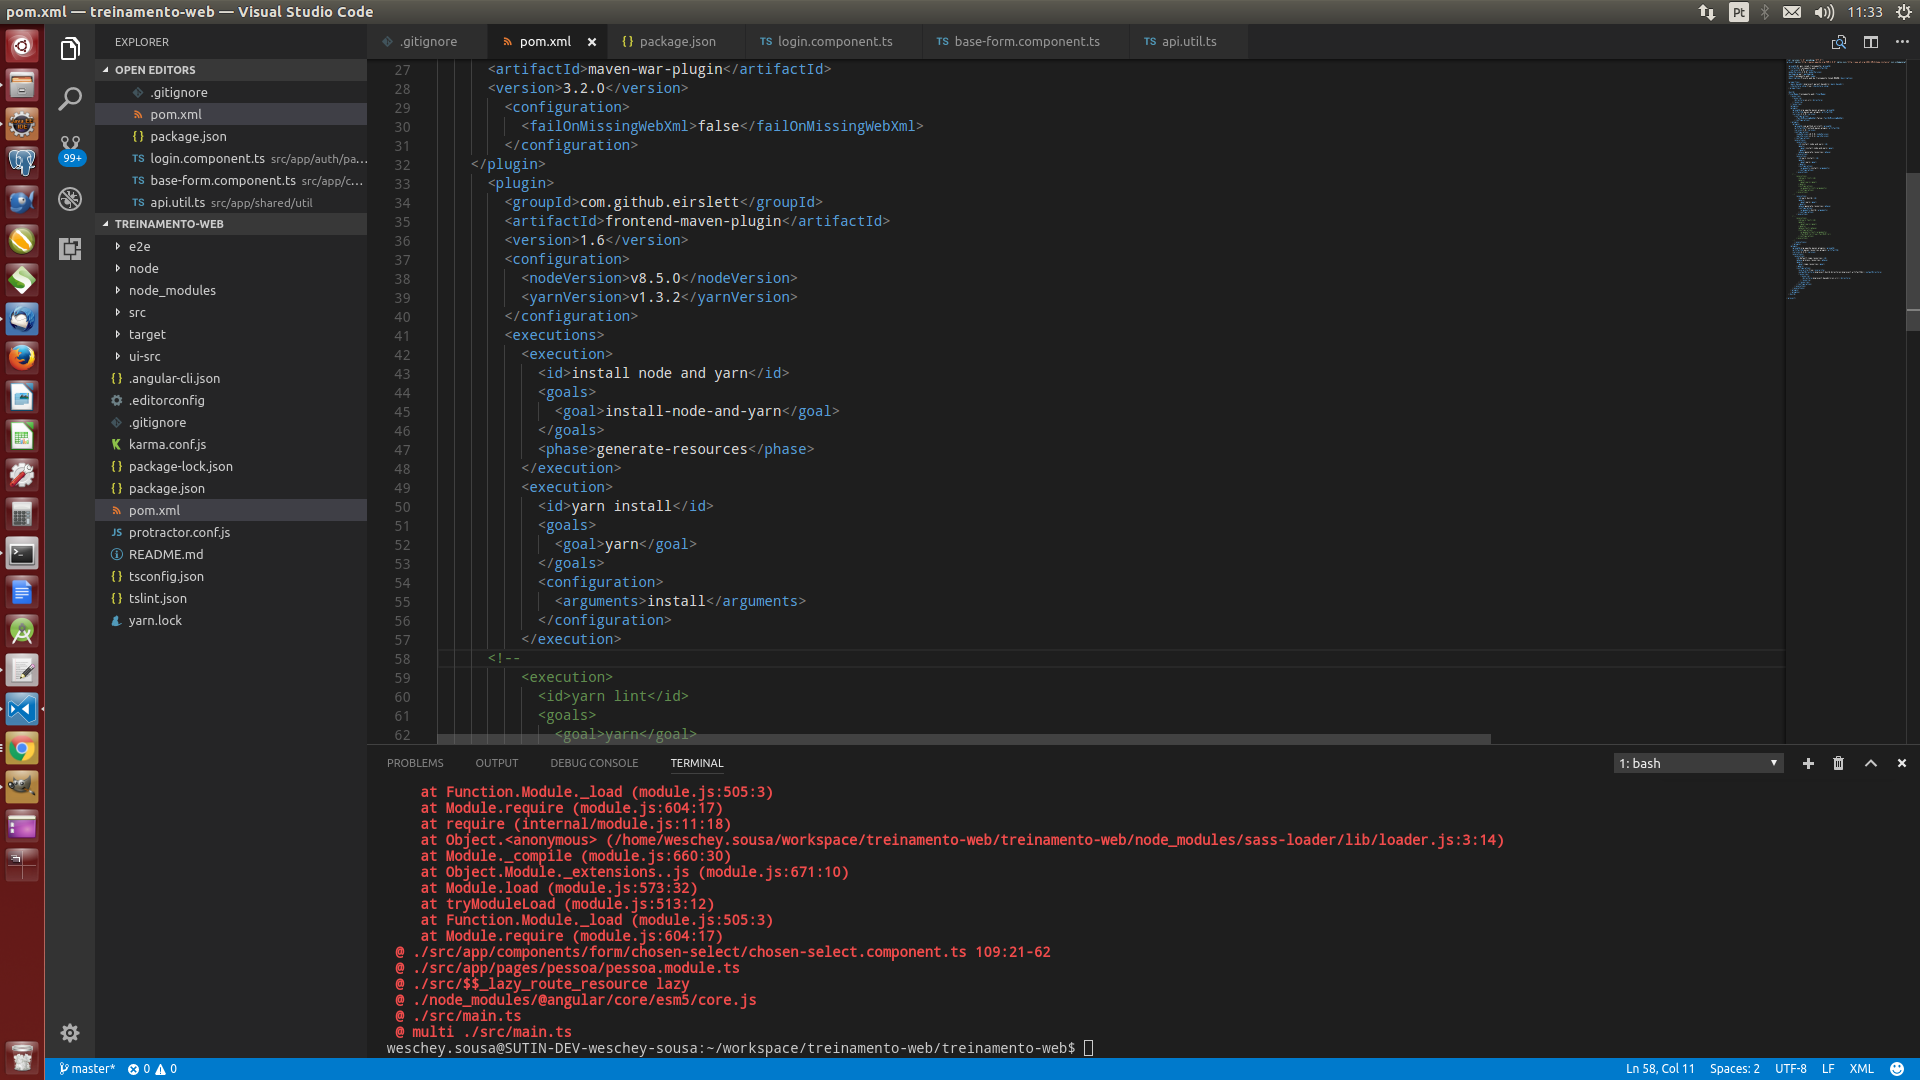 pom.xml — treinamento-web — Visual Studio Code
Pt
11:33
EXPLORER
OPEN EDITORS
.gitignore
pom.xml
{} package.json
TS login.component.ts src/app/auth/pa...
TS base-form.component.ts src/app/c...
TS api.util.ts src/app/shared/util
99+
TREINAMENTO-WEB
e2e
node
node_modules
src
target
ui-src
{} .angular-cli.json
.editorconfig
.gitignore
K karma.conf.js
{} package-lock.json
{} package.json
pom.xml
JS protractor.conf.js
README.md
{} tsconfig.json
{} tslint.json
yarn.lock
.gitignore
pom.xml
{} package.json
TS login.component.ts
TS base-form.component.ts
TS api.util.ts
27 <artifactId>maven-war-plugin</artifactId>
28 <version>3.2.0</version>
29 <configuration>
30 <failOnMissingWebXml>false</failOnMissingWebXml>
31 </configuration>
32 </plugin>
33 <plugin>
34 <groupId>com.github.eirslett</groupId>
35 <artifactId>frontend-maven-plugin</artifactId>
36 <version>1.6</version>
37 <configuration>
38 <nodeVersion>v8.5.0</nodeVersion>
39 <yarnVersion>v1.3.2</yarnVersion>
40 </configuration>
41 <executions>
42 <execution>
43 <id>install node and yarn</id>
44 <goals>
45 <goal>install-node-and-yarn</goal>
46 </goals>
47 <phase>generate-resources</phase>
48 </execution>
49 <execution>
50 <id>yarn install</id>
51 <goals>
52 <goal>yarn</goal>
53 </goals>
54 <configuration>
55 <arguments>install</arguments>
56 </configuration>
57 </execution>
58 <!--
59 <execution>
60 <id>yarn lint</id>
61 <goals>
62 <goal>yarn</goal>
PROBLEMS
OUTPUT
DEBUG CONSOLE
TERMINAL
1: bash
at Function.Module._load (module.js:505:3)
at Module.require (module.js:604:17)
at require (internal/module.js:11:18)
at Object.<anonymous> (/home/weschey.sousa/workspace/treinamento-web/treinamento-web/node_modules/sass-loader/lib/loader.js:3:14)
at Module._compile (module.js:660:30)
at Object.Module._extensions..js (module.js:671:10)
at Module.load (module.js:573:32)
at tryModuleLoad (module.js:513:12)
at Function.Module._load (module.js:505:3)
at Module.require (module.js:604:17)
@ ./src/app/components/form/chosen-select/chosen-select.component.ts 109:21-62
@ ./src/app/pages/pessoa/pessoa.module.ts
@ ./src/$$_lazy_route_resource lazy
@ ./node_modules/@angular/core/esm5/core.js
@ ./src/main.ts
@ multi ./src/main.ts
weschey.sousa@SUTIN-DEV-weschey-sousa:~/workspace/treinamento-web/treinamento-web$
master*
0
0
Ln 58, Col 11
Spaces: 2
UTF-8
LF
XML